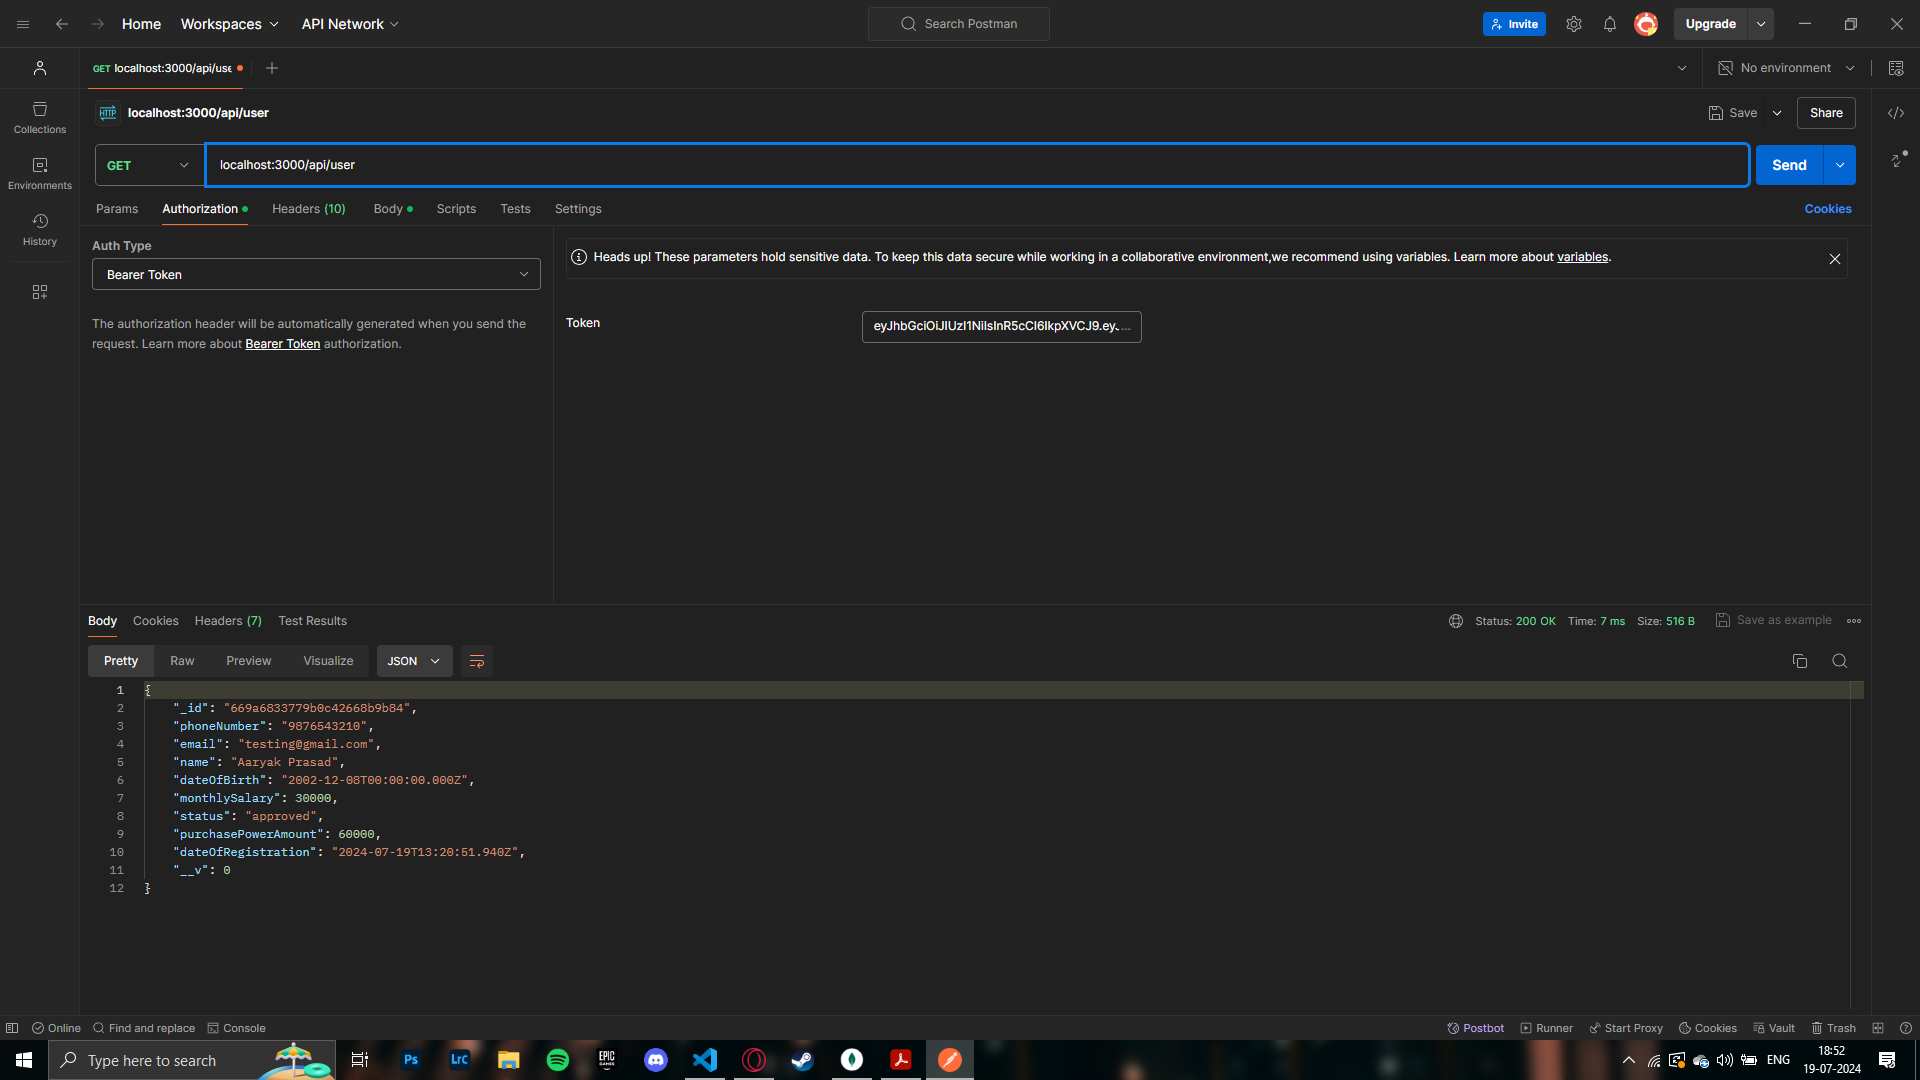 Home Workspaces API Network Search Postman Invite Upgrade
GET localhost:3000/api/use No environment
HTTP localhost:3000/api/user Save Share
Collections
Environments
History
GET localhost:3000/api/user Send
Params Authorization Headers (10) Body Scripts Tests Settings Cookies
Auth Type
Bearer Token
The authorization header will be automatically generated when you send the
request. Learn more about Bearer Token authorization.
Heads up! These parameters hold sensitive data. To keep this data secure while working in a collaborative environment,we recommend using variables. Learn more about variables.
Token eyJhbGciOiJIUzI1NiIsInR5cCI6IkpXVCJ9.eyJ...
Body Cookies Headers (7) Test Results Status: 200 OK Time: 7 ms Size: 516 B Save as example
Pretty Raw Preview Visualize JSON
1 {
2 "_id": "669a6833779b0c42668b9b84",
3 "phoneNumber": "9876543210",
4 "email": "testing@gmail.com",
5 "name": "Aaryak Prasad",
6 "dateOfBirth": "2002-12-08T00:00:00.000Z",
7 "monthlySalary": 30000,
8 "status": "approved",
9 "purchasePowerAmount": 60000,
10 "dateOfRegistration": "2024-07-19T13:20:51.940Z",
11 "__v": 0
12 }
Online Find and replace Console Postbot Runner Start Proxy Cookies Vault Trash
Type here to search Ps Lrc EPIC GAMES ENG 18:52
19-07-2024